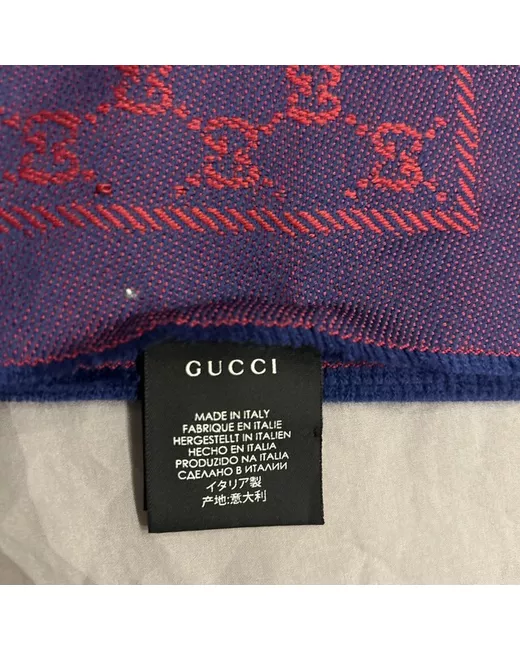 GUCCI
MADE IN ITALY
FABRIQUE EN ITALIE
HERGESTELLT IN ITALIEN
HECHO EN ITALIA
PRODUZIDO NA ITALIA
СДЕЛАНО В ИТАЛИИ
イタリア製
产地:意大利